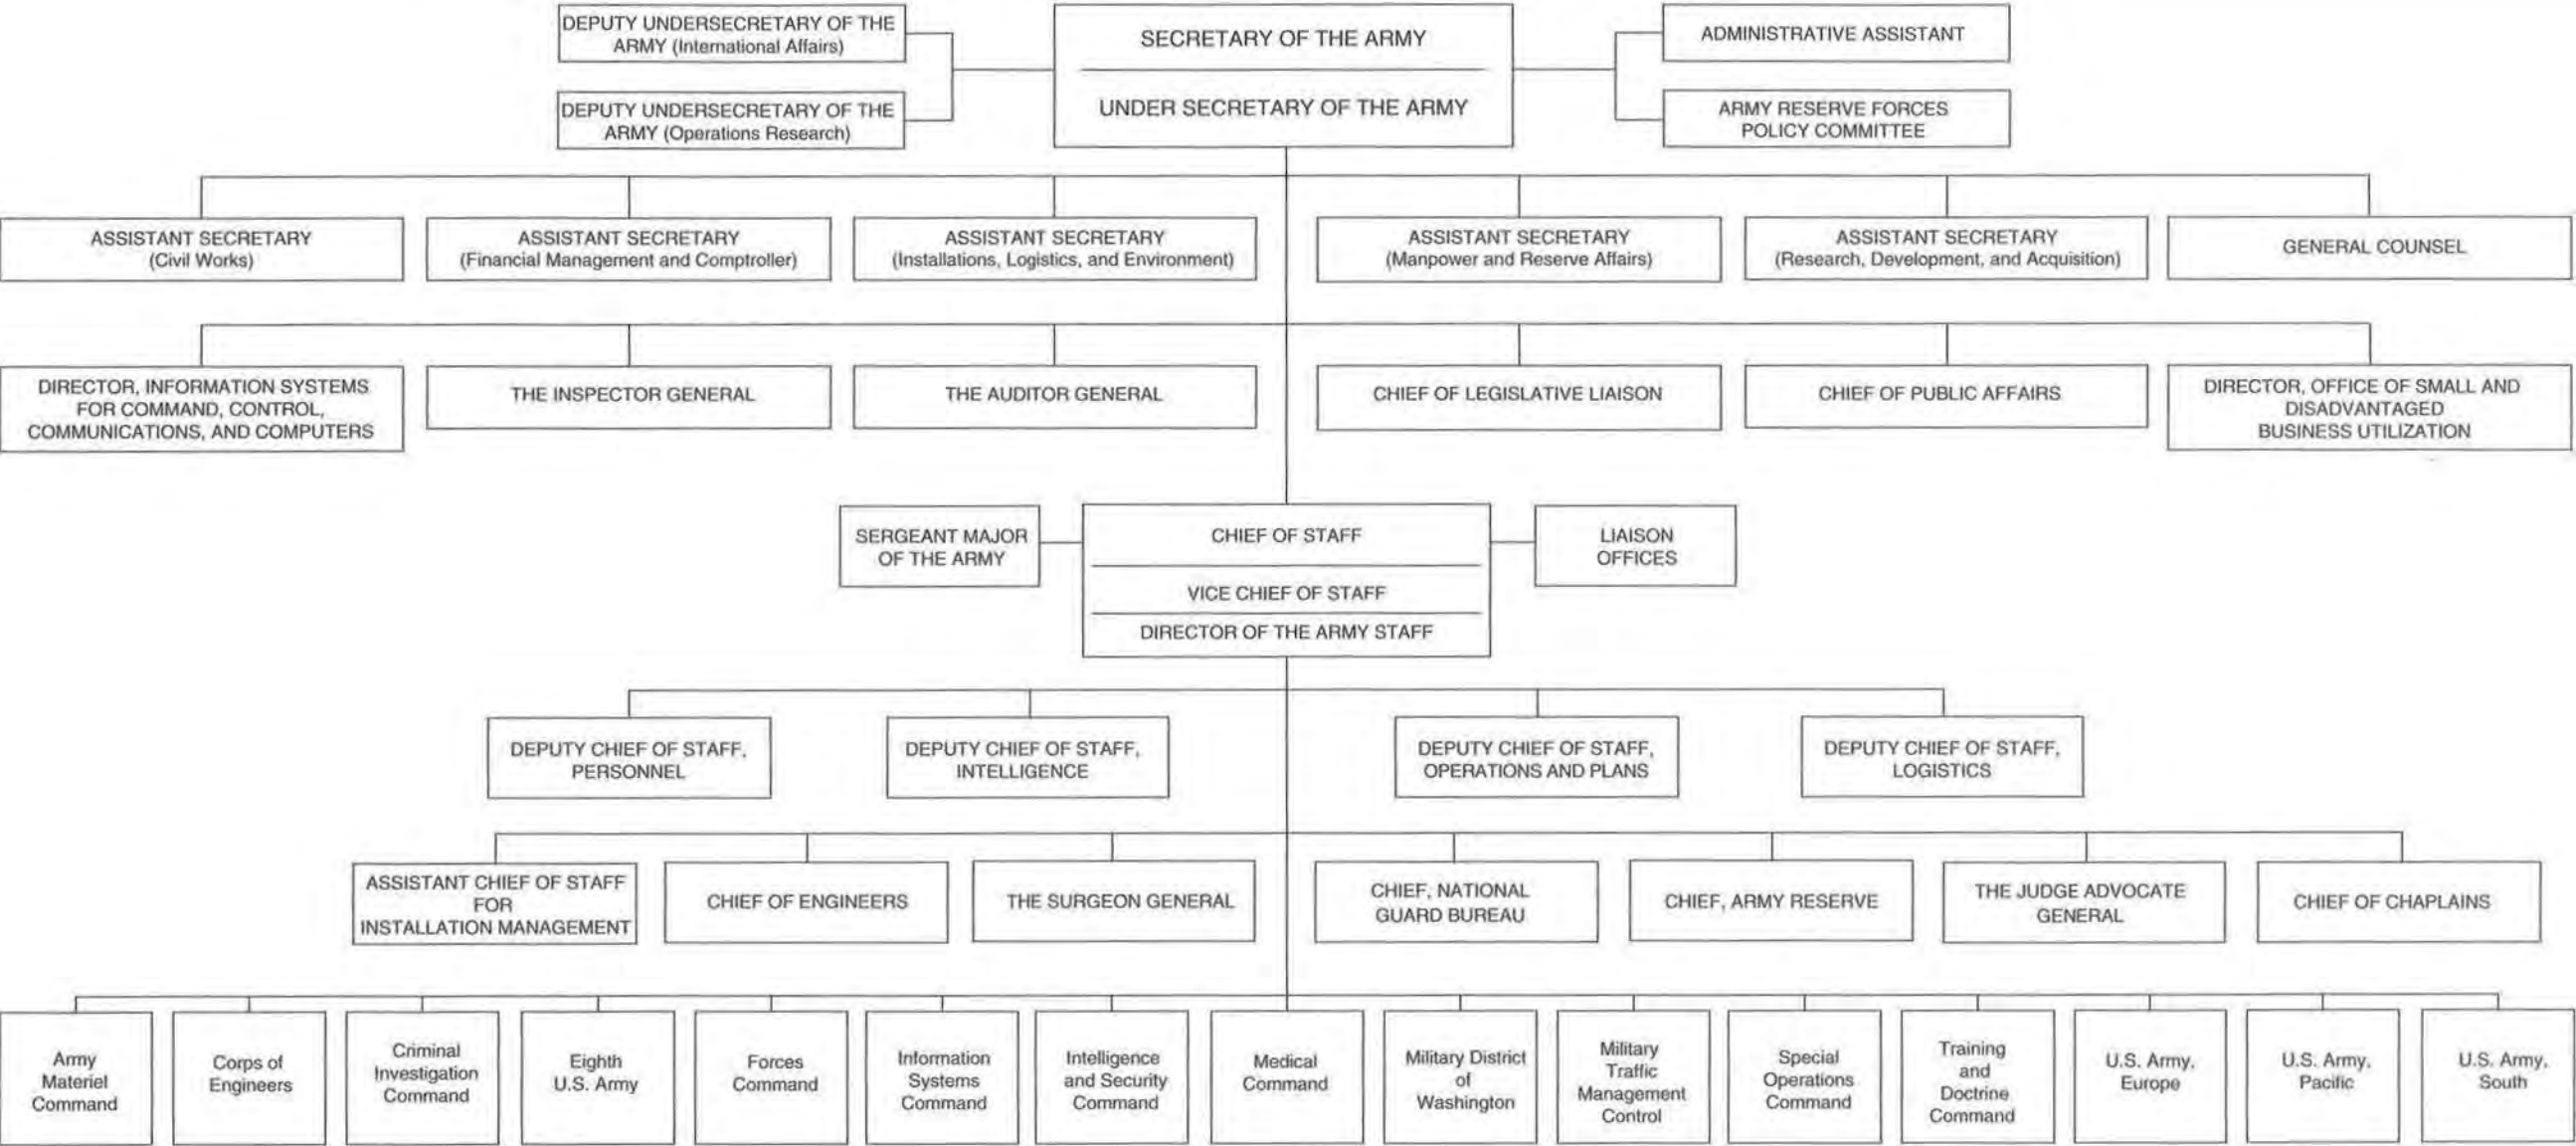 DEPUTY UNDERSECRETARY OF THE
ARMY (International Affairs)
SECRETARY OF THE ARMY
UNDER SECRETARY OF THE ARMY
ADMINISTRATIVE ASSISTANT
DEPUTY UNDERSECRETARY OF THE
ARMY (Operations Research)
ARMY RESERVE FORCES
POLICY COMMITTEE
ASSISTANT SECRETARY
(Civil Works)
ASSISTANT SECRETARY
(Financial Management and Comptroller)
ASSISTANT SECRETARY
(Installations, Logistics, and Environment)
ASSISTANT SECRETARY
(Manpower and Reserve Affairs)
ASSISTANT SECRETARY
(Research, Development, and Acquisition)
GENERAL COUNSEL
DIRECTOR, INFORMATION SYSTEMS
FOR COMMAND, CONTROL,
COMMUNICATIONS, AND COMPUTERS
THE INSPECTOR GENERAL
THE AUDITOR GENERAL
CHIEF OF LEGISLATIVE LIAISON
CHIEF OF PUBLIC AFFAIRS
DIRECTOR, OFFICE OF SMALL AND
DISADVANTAGED
BUSINESS UTILIZATION
SERGEANT MAJOR
OF THE ARMY
CHIEF OF STAFF
VICE CHIEF OF STAFF
DIRECTOR OF THE ARMY STAFF
LIAISON
OFFICES
DEPUTY CHIEF OF STAFF,
PERSONNEL
DEPUTY CHIEF OF STAFF,
INTELLIGENCE
DEPUTY CHIEF OF STAFF,
OPERATIONS AND PLANS
DEPUTY CHIEF OF STAFF,
LOGISTICS
ASSISTANT CHIEF OF STAFF
FOR
INSTALLATION MANAGEMENT
CHIEF OF ENGINEERS
THE SURGEON GENERAL
CHIEF, NATIONAL
GUARD BUREAU
CHIEF, ARMY RESERVE
THE JUDGE ADVOCATE
GENERAL
CHIEF OF CHAPLAINS
Army
Materiel
Command
Corps of
Engineers
Criminal
Investigation
Command
Eighth
U.S. Army
Forces
Command
Information
Systems
Command
Intelligence
and Security
Command
Medical
Command
Military District
of
Washington
Military
Traffic
Management
Control
Special
Operations
Command
Training
and
Doctrine
Command
U.S. Army,
Europe
U.S. Army,
Pacific
U.S. Army,
South